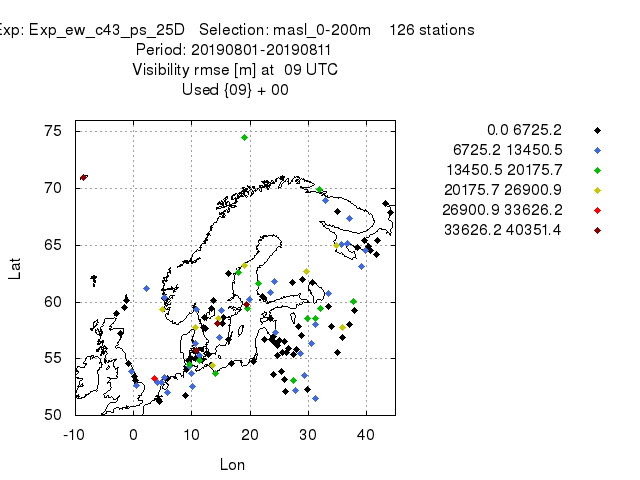 Exp: Exp_ew_c43_ps_25D Selection: masl_0-200m 126 stations
Period: 20190801-20190811
Visibility rmse [m] at 09 UTC
Used {09} + 00
0.0 6725.2
6725.2 13450.5
13450.5 20175.7
20175.7 26900.9
26900.9 33626.2
33626.2 40351.4
75
70
65
60
55
50
Lat
-10 0 10 20 30 40
Lon